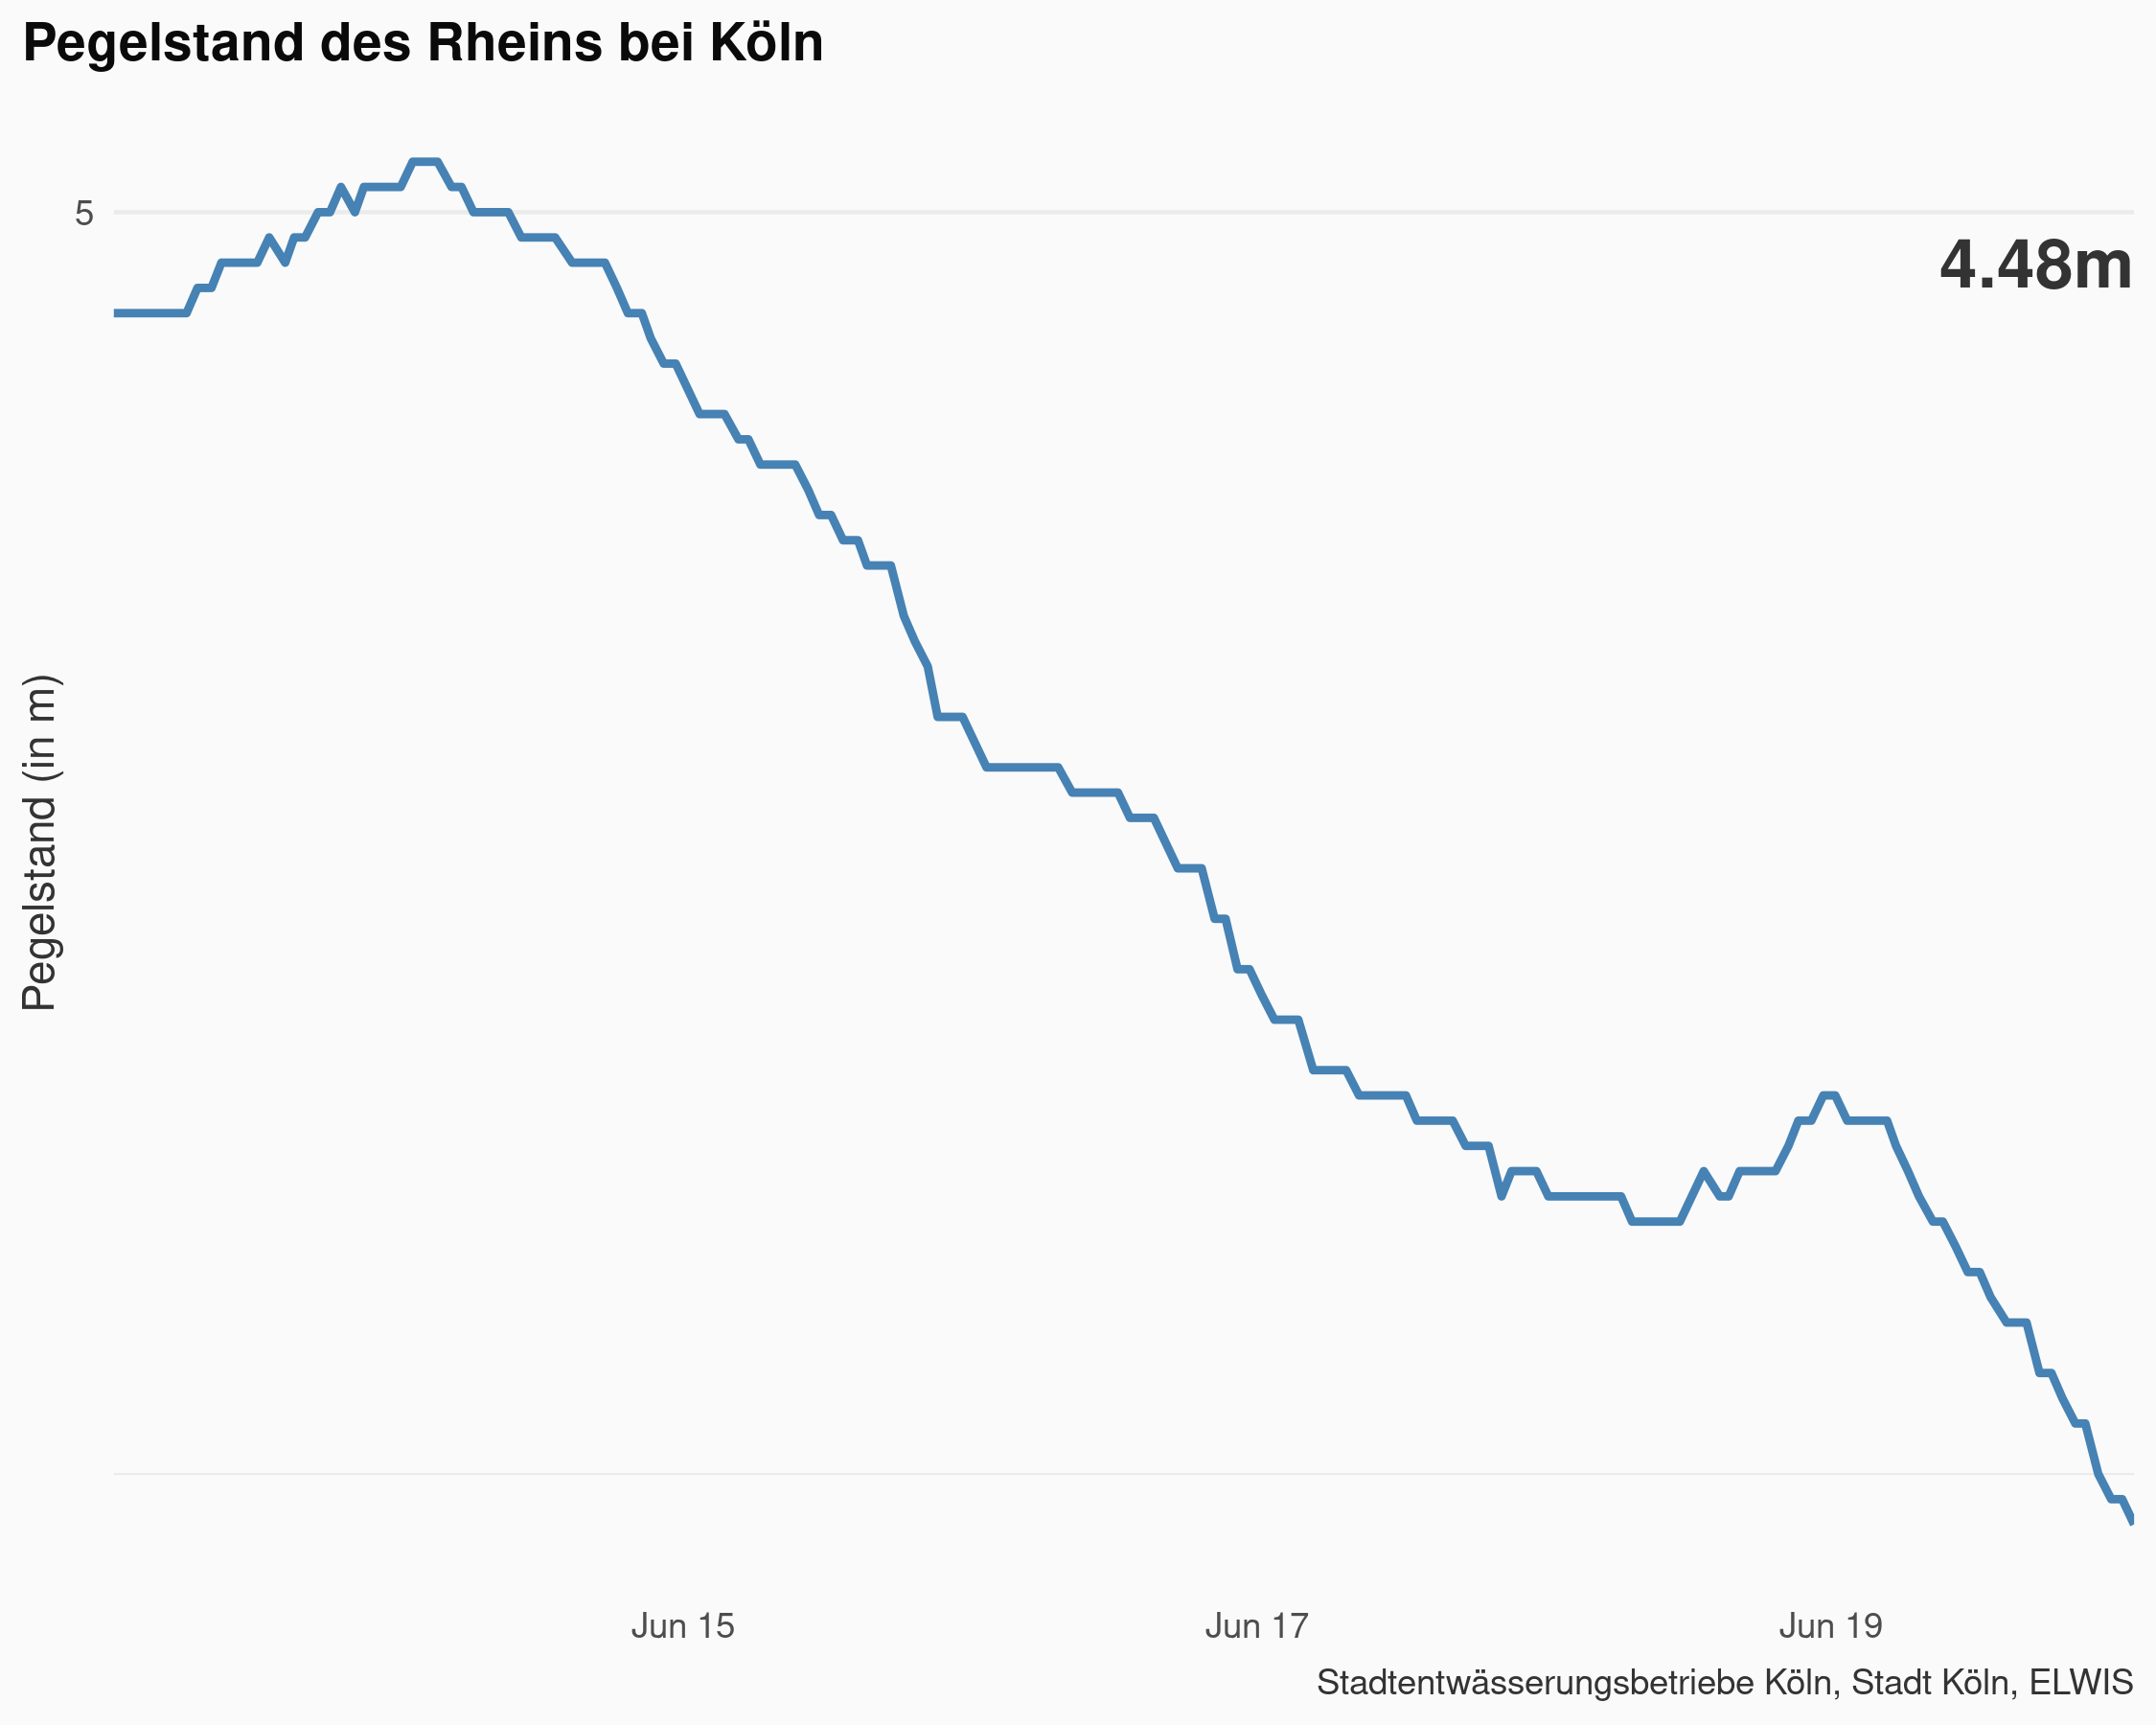 Pegelstand des Rheins bei Köln
5
4.48m
Pegelstand (in m)
Jun 15
Jun 17
Jun 19
Stadtentwässerungsbetriebe Köln, Stadt Köln, ELWIS